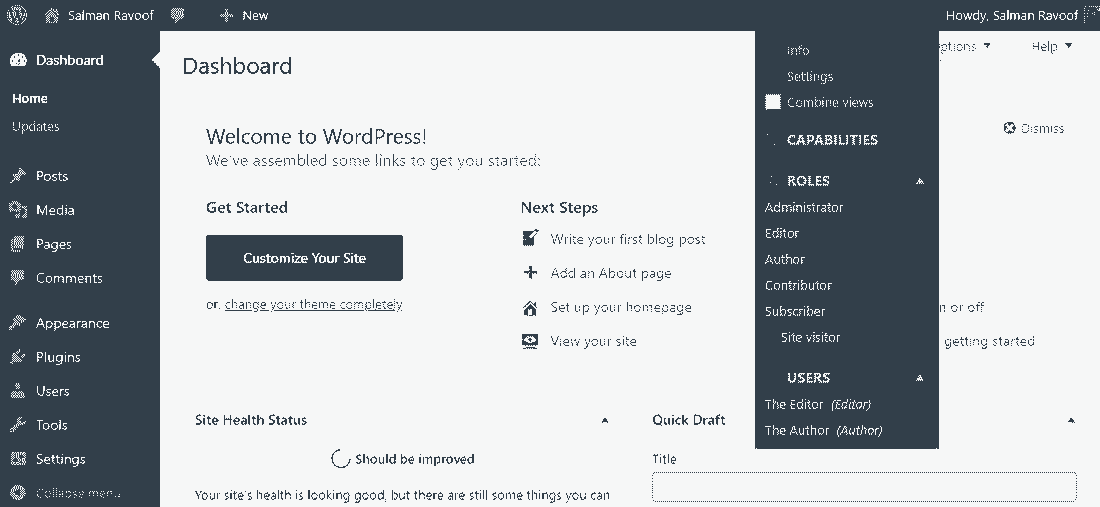 Salman Ravoof
New
Howdy, Salman Ravoof
Dashboard
Home
Updates
Posts
Media
Pages
Comments
Appearance
Plugins
Users
Tools
Settings
Collapse menu
Dashboard
Help
Dismiss
Welcome to WordPress!
We've assembled some links to get you started:
Get Started
Customize Your Site
or, change your theme completely
Next Steps
Write your first blog post
Add an About page
Set up your homepage
View your site
or off
getting started
Info
Settings
Combine views
CAPABILITIES
ROLES
Administrator
Editor
Author
Contributor
Subscriber
Site visitor
USERS
The Editor (Editor)
The Author (Author)
Site Health Status
Should be improved
Your site's health is looking good, but there are still some things you can
Quick Draft
Title